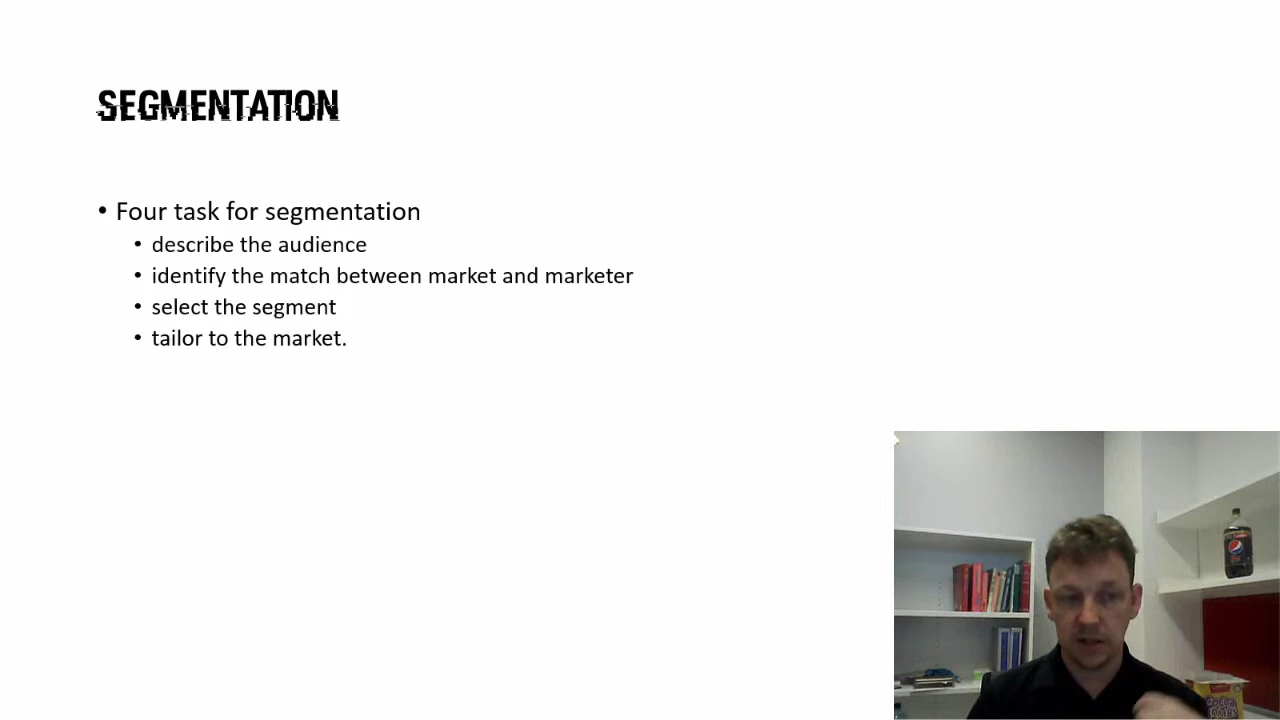 SEGMENTATION
• Four task for segmentation
• describe the audience
• identify the match between market and marketer
• select the segment
• tailor to the market.